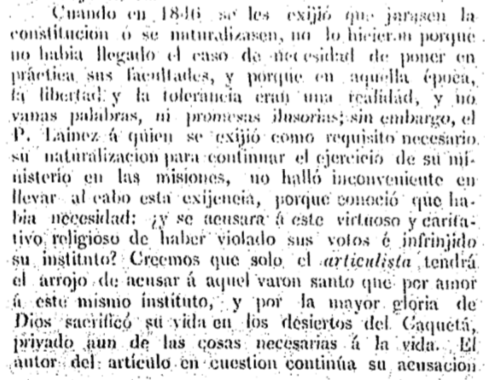 Cuando en 1846 se les exijió que jurasen la
constitucion ó se naturalizasen, no lo hicieron porque
no habia llegado el caso de necesidad de poner en
práctica sus facultades, y porque en aquella época,
la libertad y la tolerancia eran una realidad, y no
vanas palabras, ni promesas ilusorias; sin embargo, el
P. Lainez á quien se exijió como requisito necesario
su naturalizacion para continuar el ejercicio de su mi-
nisterio en las misiones, no halló inconveniente en
llevar al cabo esta exijencia, porque conoció que ha-
bia necesidad: ¿y se acusara á este virtuoso y carita-
tivo religioso de haber violado sus votos é infrinjido
su instituto? Creemos que solo el articulista tendrá
el arrojo de acusar á aquel varon santo que por amor
á este mismo instituto, y por la mayor gloria de
Dios sacrificó su vida en los desiertos del Caquetá,
privado aun de las cosas necesarias á la vida. El
autor del artículo en cuestion continúa su acusacion